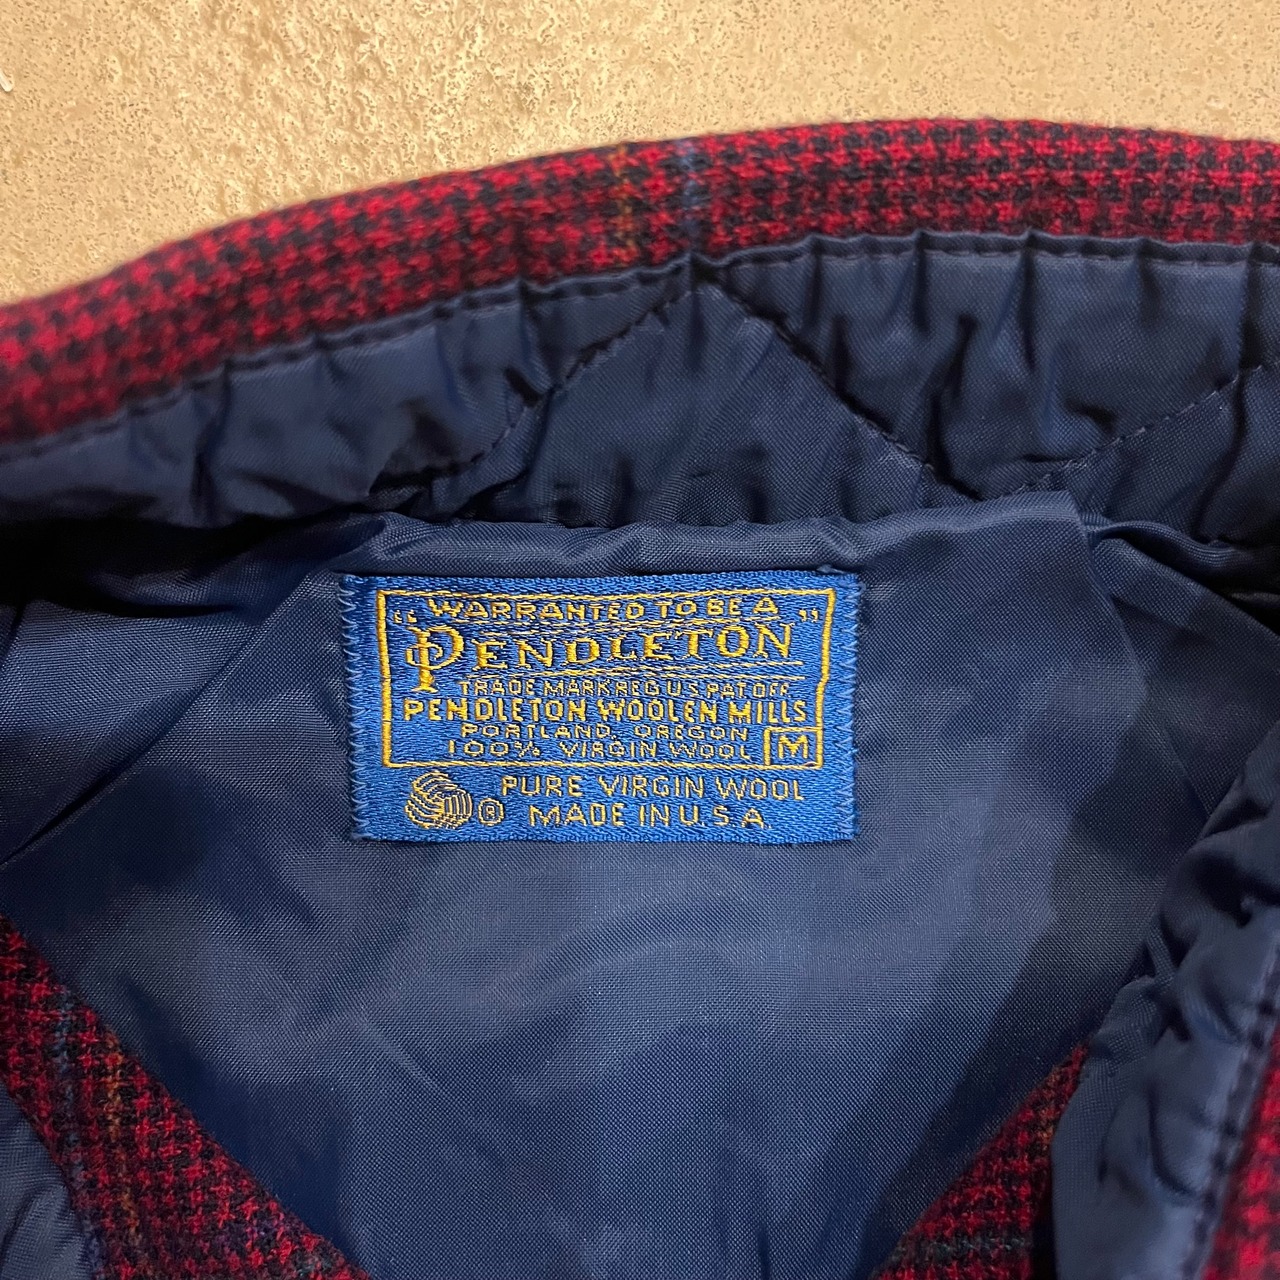 "WARRANTED TO BE A
PENDLETON"
TRADE MARK REG U S PAT OFF
PENDLETON WOOLEN MILLS
PORTLAND, OREGON
100% VIRGIN WOOL M
PURE VIRGIN WOOL
® MADE IN U.S.A.